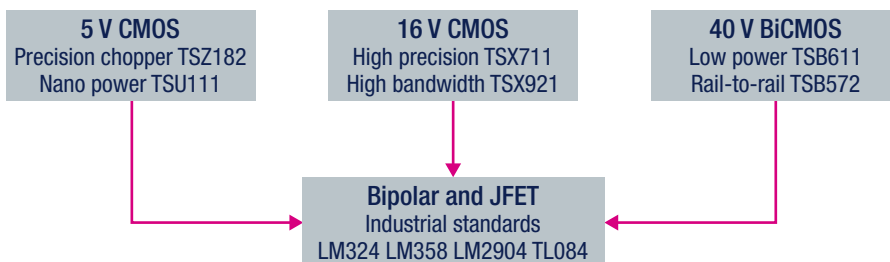 5 V CMOS
Precision chopper TSZ182
Nano power TSU111
16 V CMOS
High precision TSX711
High bandwidth TSX921
40 V BiCMOS
Low power TSB611
Rail-to-rail TSB572
Bipolar and JFET
Industrial standards
LM324 LM358 LM2904 TL084